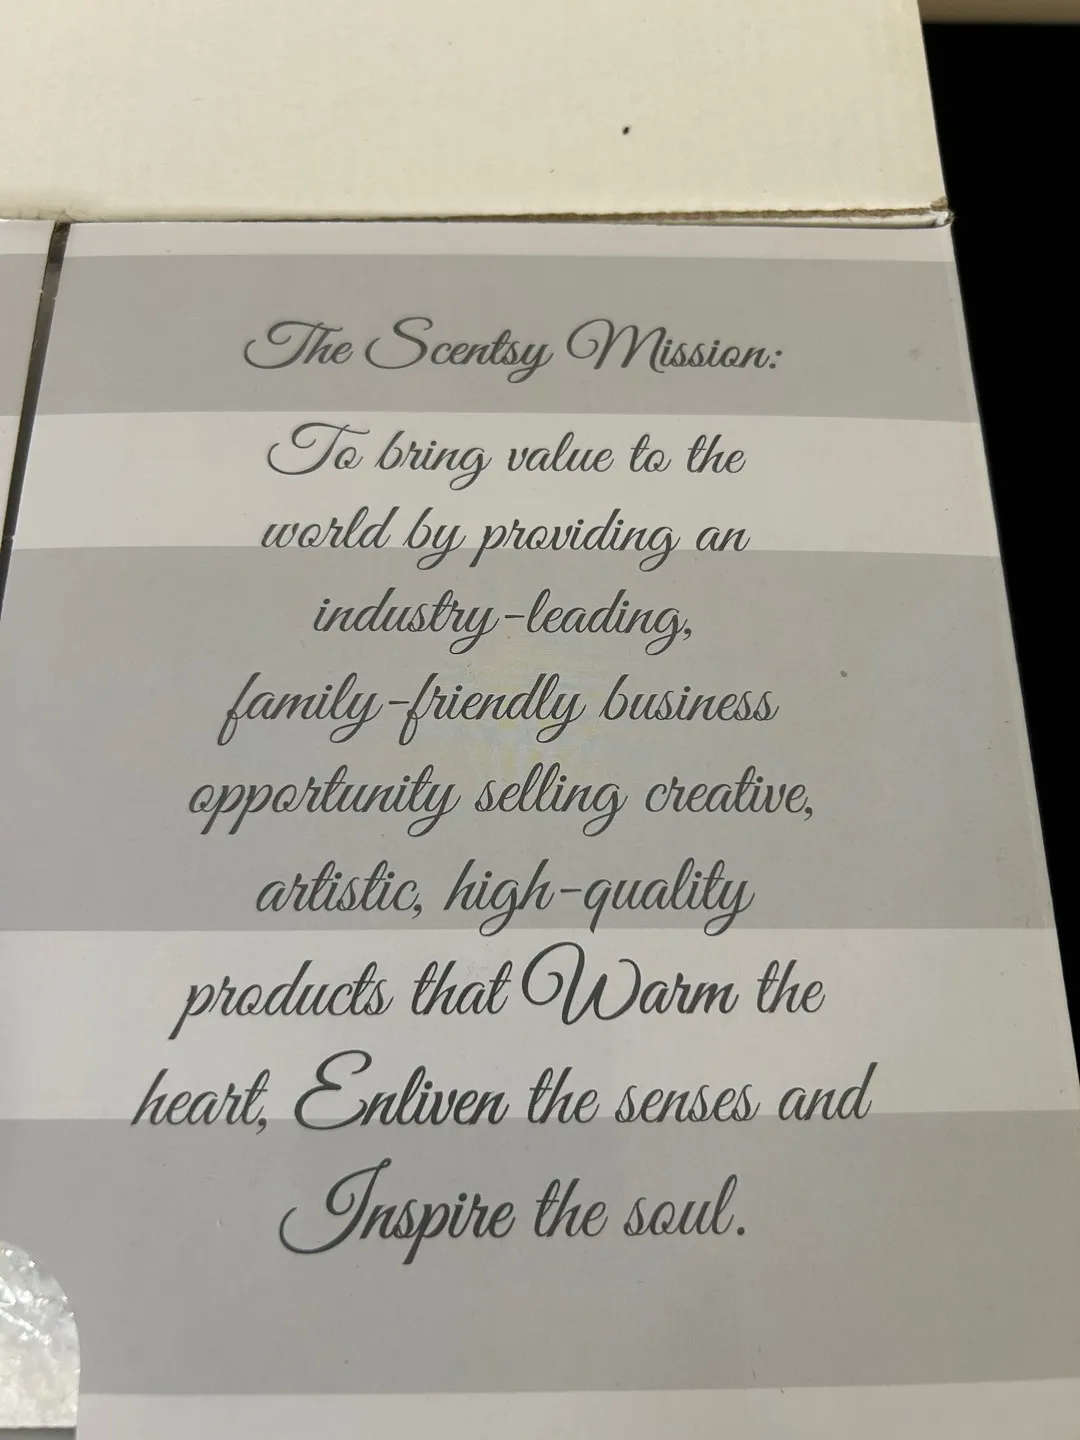 The Scentsy Mission:
To bring value to the
world by providing an
industry-leading,
family-friendly business
opportunity selling creative,
artistic, high-quality
products that Warm the
heart, Enliven the senses and
Inspire the soul.